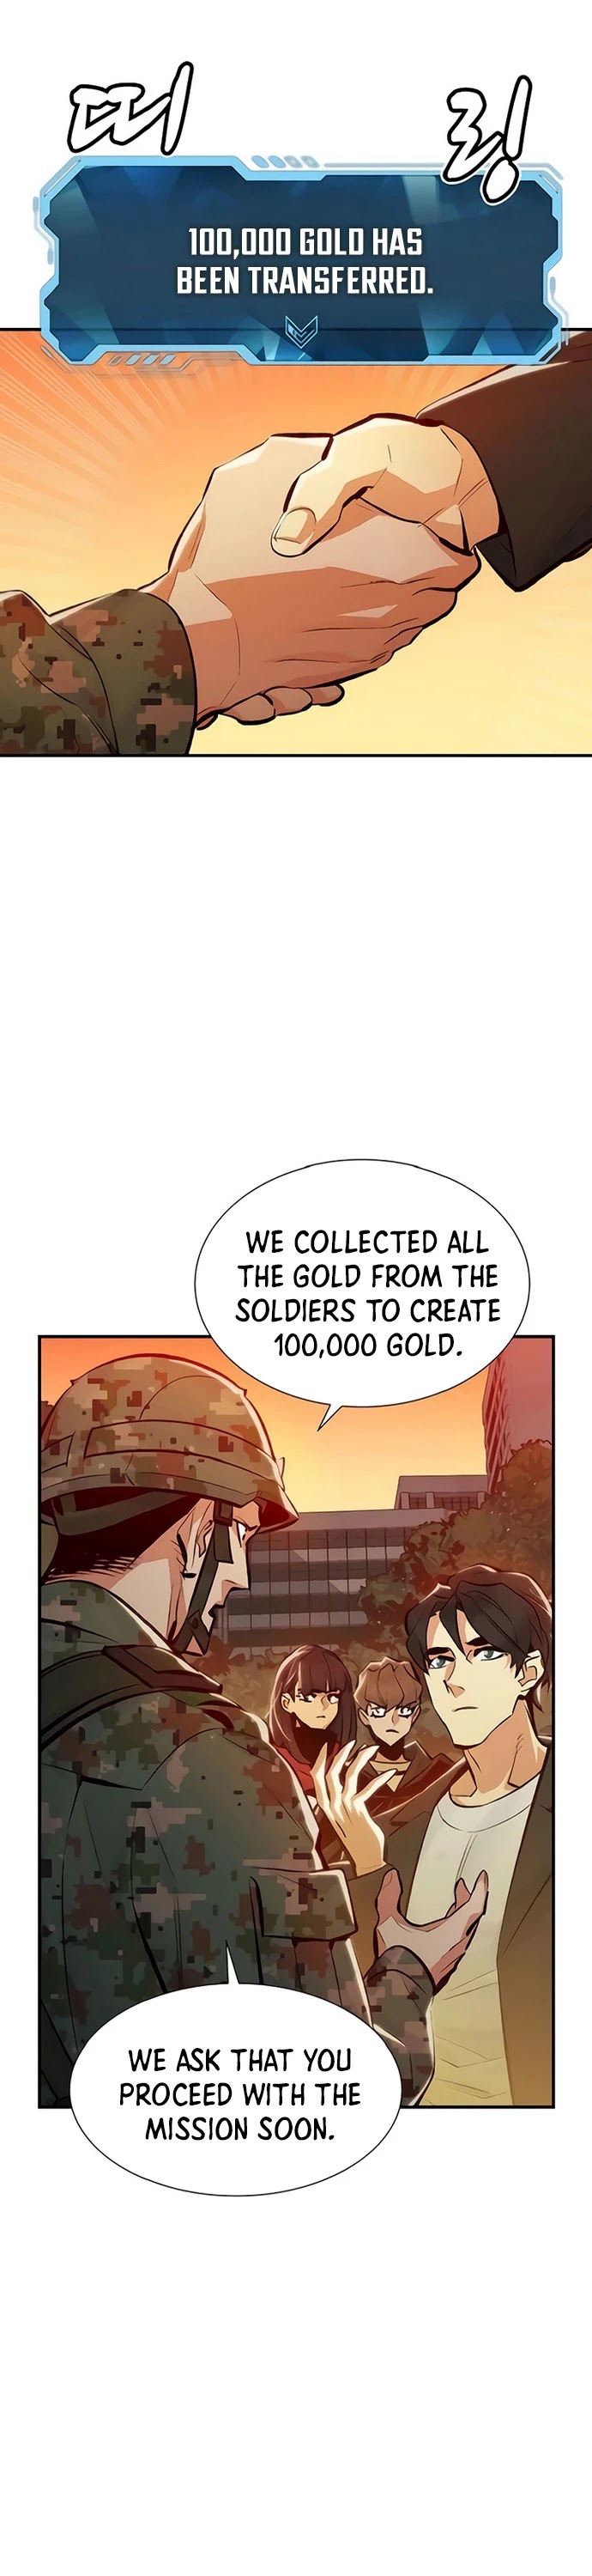 띠 링!
100,000 GOLD HAS
BEEN TRANSFERRED.
WE COLLECTED ALL
THE GOLD FROM THE
SOLDIERS TO CREATE
100,000 GOLD.
WE ASK THAT YOU
PROCEED WITH THE
MISSION SOON.